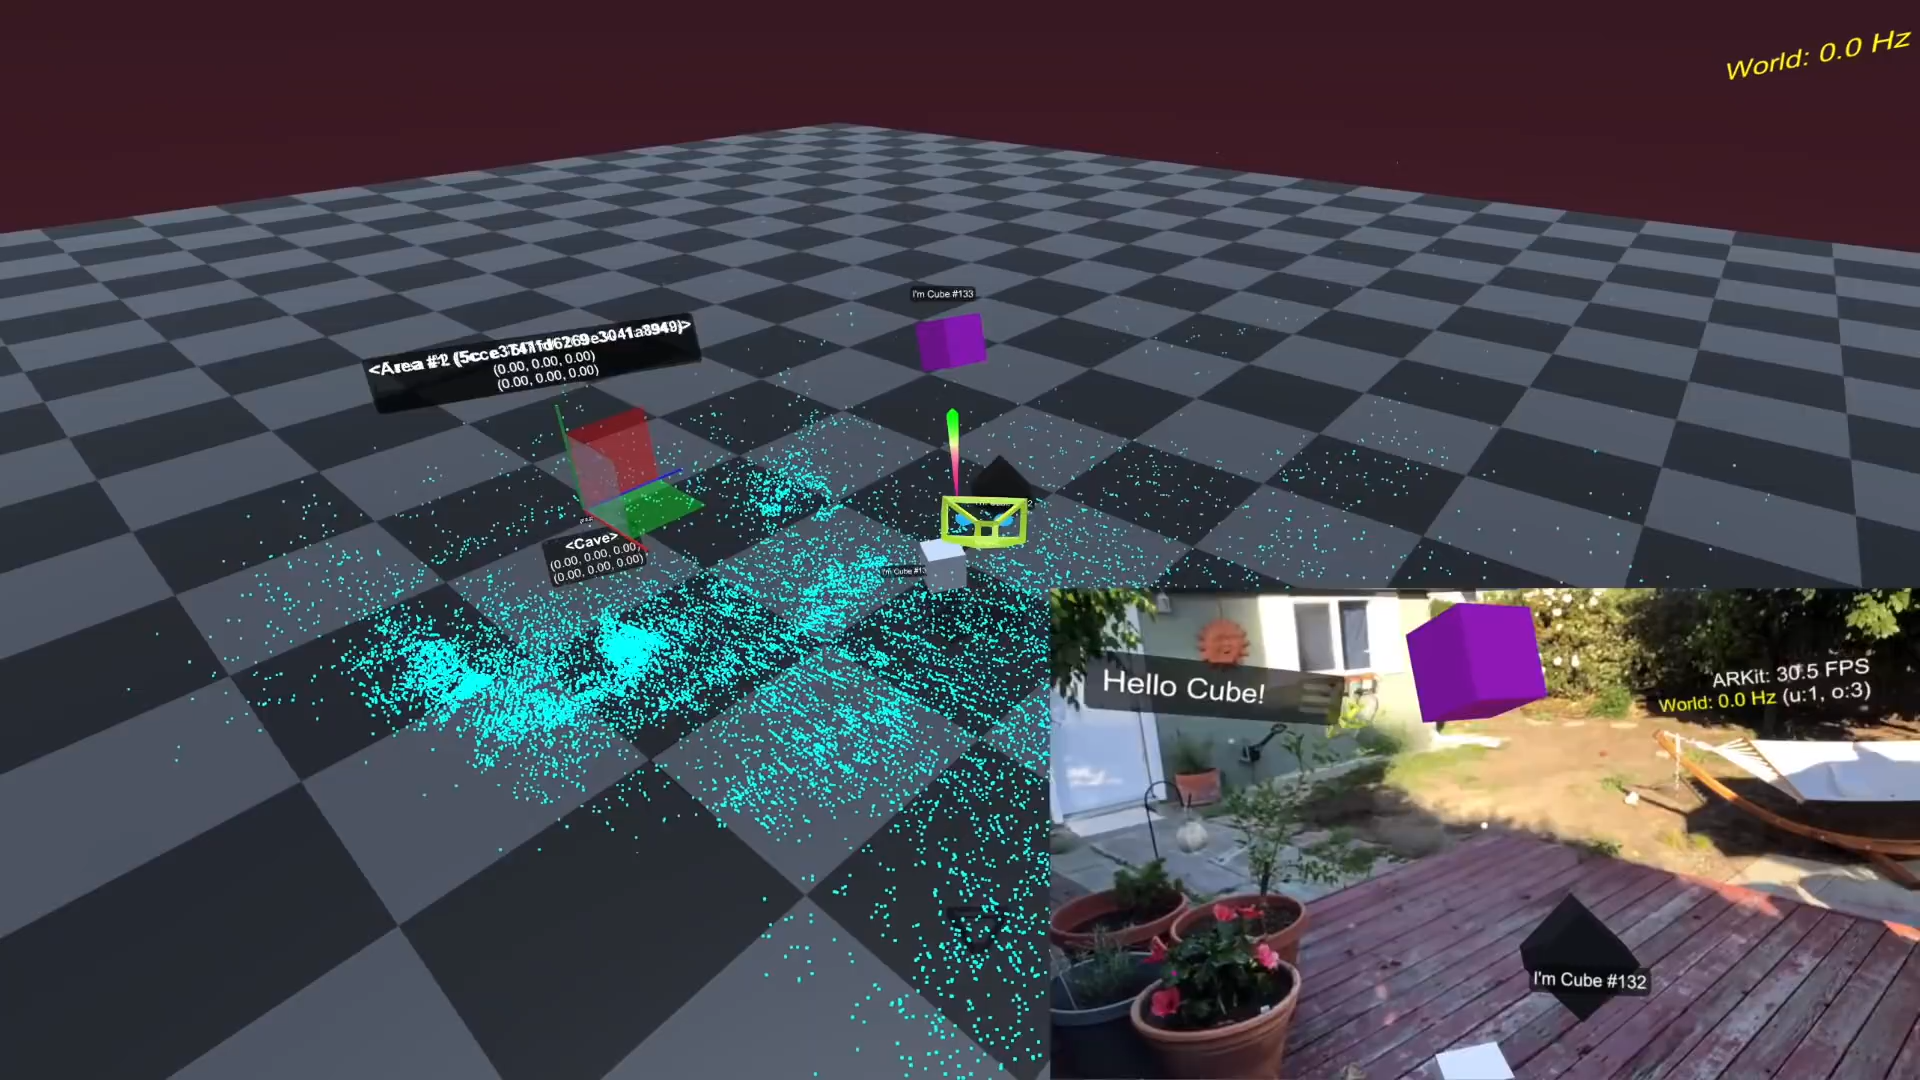 World: 0.0 Hz
I'm Cube #133
(0.00, 0.00, 0.00)
(0.00, 0.00, 0.00)
<Cave>
(0.00, 0.00, 0.00)
(0.00, 0.00, 0.00)
I'm Cube
Hello Cube!
ARKit: 30.5 FPS
World: 0.0 Hz (u:1, o:3)
I'm Cube #132